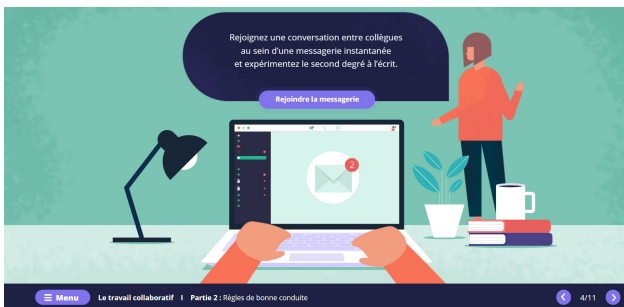 Rejoignez une conversation entre collègues
au sein d'une messagerie instantanée
et expérimentez le second degré à l'écrit.
Rejoindre la messagerie
2
Menu Le travail collaboratif I Partie 2 : Règles de bonne conduite 4/11